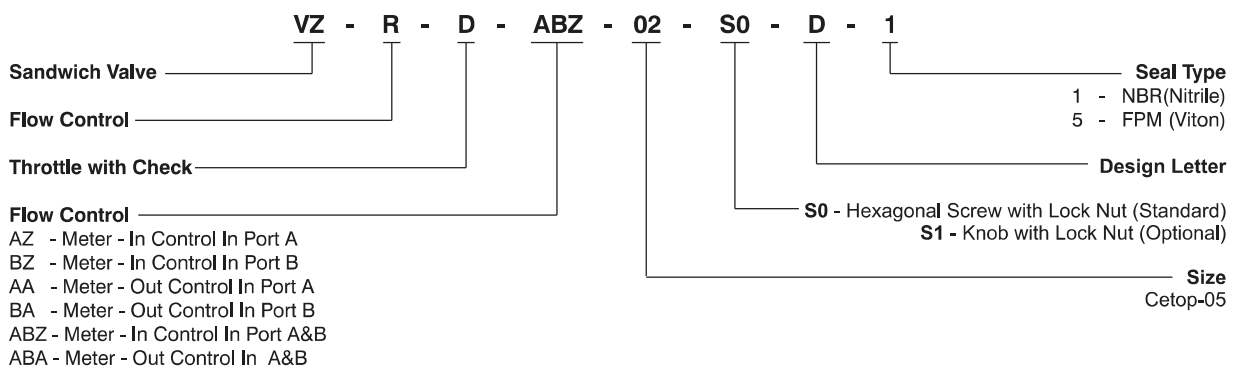 VZ - R - D - ABZ - 02 - S0 - D - 1
Sandwich Valve
Flow Control
Throttle with Check
Flow Control
AZ - Meter - In Control In Port A
BZ - Meter - In Control In Port B
AA - Meter - Out Control In Port A
BA - Meter - Out Control In Port B
ABZ - Meter - In Control In Port A&B
ABA - Meter - Out Control In A&B
Seal Type
1 - NBR(Nitrile)
5 - FPM (Viton)
Design Letter
S0 - Hexagonal Screw with Lock Nut (Standard)
S1 - Knob with Lock Nut (Optional)
Size
Cetop-05